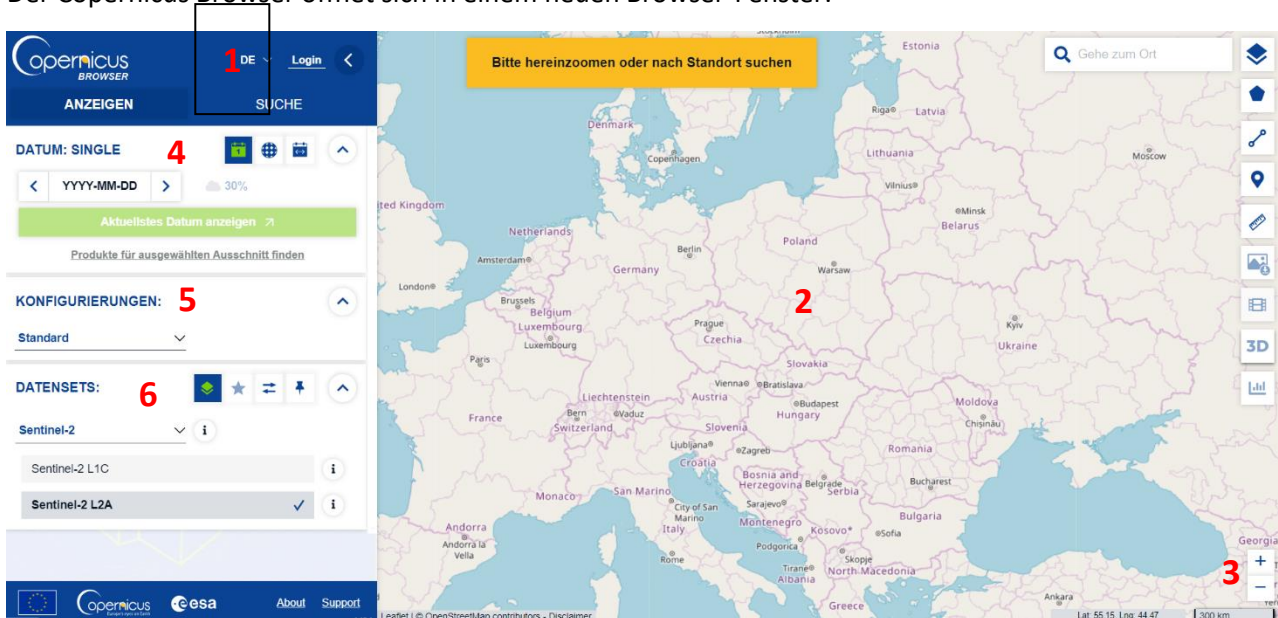 Der Copernicus Browser öffnet sich in einem neuen Browser-Fenster.
opernicus
BROWSER
1
DE
Login
ANZEIGEN
SUCHE
DATUM: SINGLE
4
YYYY-MM-DD
30%
Aktuellstes Datum anzeigen
Produkte für ausgewählten Ausschnitt finden
KONFIGURIERUNGEN:
5
Standard
DATENSETS:
6
Sentinel-2
i
Sentinel-2 L1C
i
Sentinel-2 L2A
i
opernicus
esa
About
Support
Bitte hereinzoomen oder nach Standort suchen
Gehe zum Ort
Estonia
Riga
Latvia
Denmark
Copenhagen
Lithuania
Moscow
Vilnius
ited Kingdom
Minsk
Belarus
Netherlands
Poland
Berlin
Amsterdam
Germany
Warsaw
London
2
Brussels
Belgium
Luxembourg
Prague
Czechia
Kyiv
Ukraine
Luxembourg
3D
Paris
Slovakia
Vienna
Bratislava
Liechtenstein
Austria
Budapest
Hungary
Moldova
Chișinău
France
Bern
Vaduz
Switzerland
Slovenia
Ljubljana
Zagreb
Romania
Croatia
Bosnia and
Herzegovina
Belgrade
Serbia
Bucharest
Monaco
San Marino
City of San
Marino
Sarajevo
Italy
Montenegro
Kosovo*
Bulgaria
Sofia
Andorra
Andorra la
Vella
Podgorica
Georgia
Rome
Skopje
Tirane
North Macedonia
Albania
3
+
−
Ankara
Greece
Leaflet | © OpenStreetMap contributors - Disclaimer
Lat: 55.15, Lng: 44.47
300 km